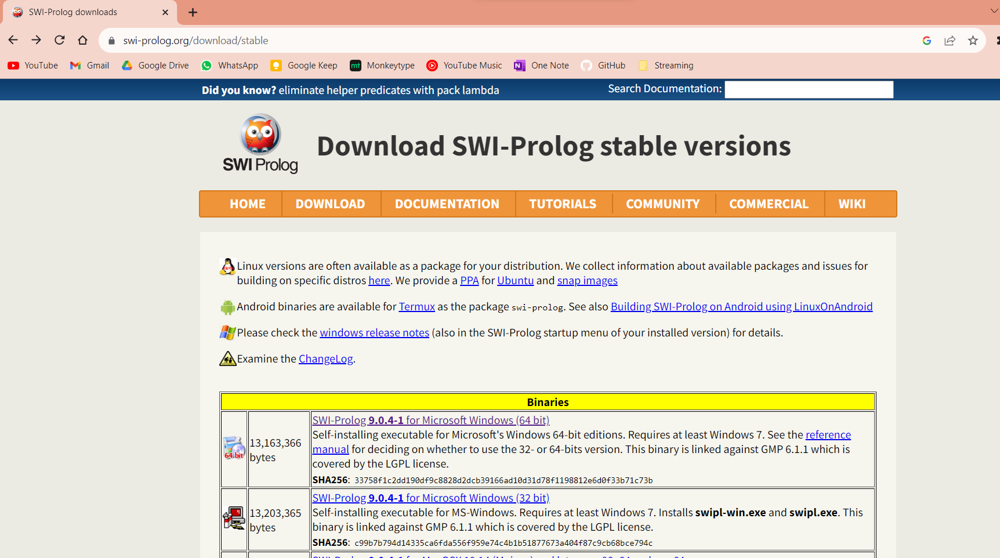 SWI-Prolog downloads
swi-prolog.org/download/stable
YouTube Gmail Google Drive WhatsApp Google Keep mt Monkeytype YouTube Music One Note GitHub Streaming
Did you know? eliminate helper predicates with pack lambda
Search Documentation:
SWI Prolog
Download SWI-Prolog stable versions
HOME DOWNLOAD DOCUMENTATION TUTORIALS COMMUNITY COMMERCIAL WIKI
Linux versions are often available as a package for your distribution. We collect information about available packages and issues for
building on specific distros here. We provide a PPA for Ubuntu and snap images
Android binaries are available for Termux as the package swi-prolog. See also Building SWI-Prolog on Android using LinuxOnAndroid
Please check the windows release notes (also in the SWI-Prolog startup menu of your installed version) for details.
Examine the ChangeLog.
Binaries
64bit
13,163,366
bytes
SWI-Prolog 9.0.4-1 for Microsoft Windows (64 bit)
Self-installing executable for Microsoft's Windows 64-bit editions. Requires at least Windows 7. See the reference
manual for deciding on whether to use the 32- or 64-bits version. This binary is linked against GMP 6.1.1 which is
covered by the LGPL license.
SHA256: 33758f1c2dd190df9c8828d2dcb39166ad10d31d78f1198812e6d0f33b71c73b
13,203,365
bytes
SWI-Prolog 9.0.4-1 for Microsoft Windows (32 bit)
Self-installing executable for MS-Windows. Requires at least Windows 7. Installs swipl-win.exe and swipl.exe. This
binary is linked against GMP 6.1.1 which is covered by the LGPL license.
SHA256: c99b7b794d14335ca6fda556f959e74c4b1b51877673a404f87c9cb68bce794c